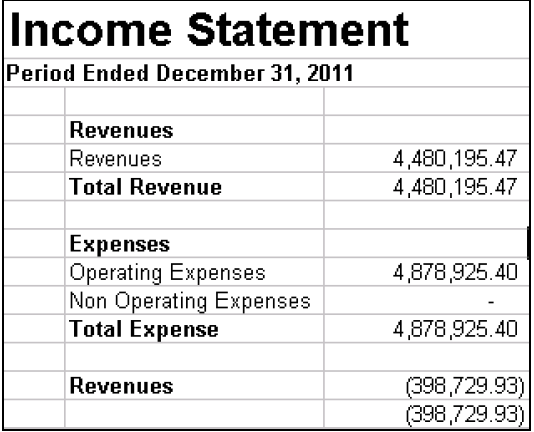 Income Statement
Period Ended December 31, 2011
Revenues
Revenues 4,480,195.47
Total Revenue 4,480,195.47
Expenses
Operating Expenses 4,878,925.40
Non Operating Expenses -
Total Expense 4,878,925.40
Revenues (398,729.93)
(398,729.93)